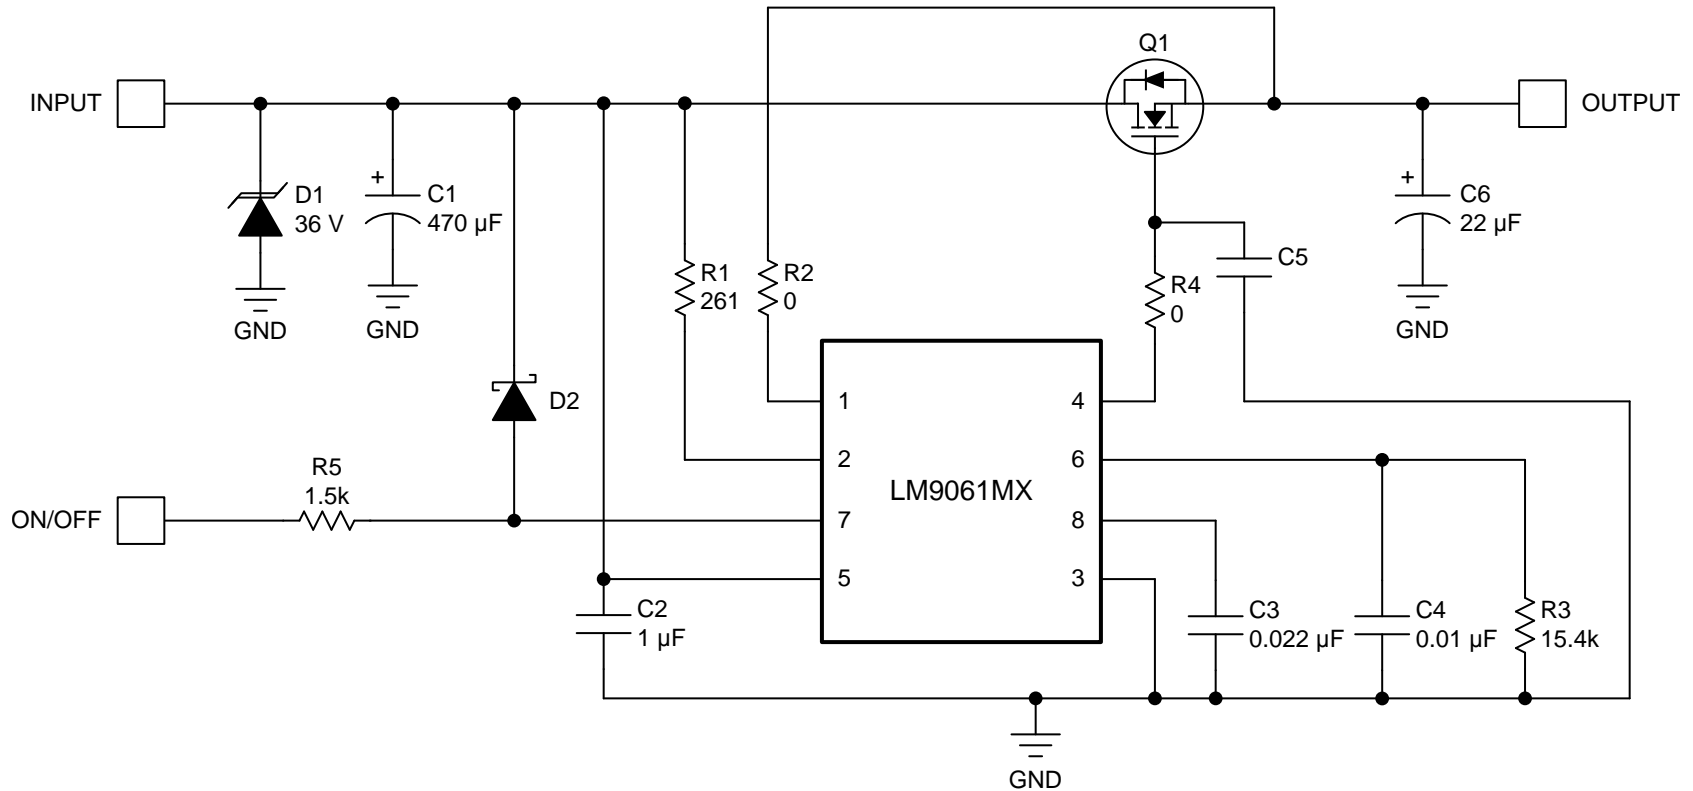 Q1
INPUT
OUTPUT
+
D1
36 V
+
C1
470 µF
+
C6
22 µF
C5
R1
261
R2
0
R4
0
GND
GND
GND
D2
1
4
2
6
R5
1.5k
LM9061MX
ON/OFF
7
8
5
3
C2
1 µF
C3
0.022 µF
C4
0.01 µF
R3
15.4k
GND